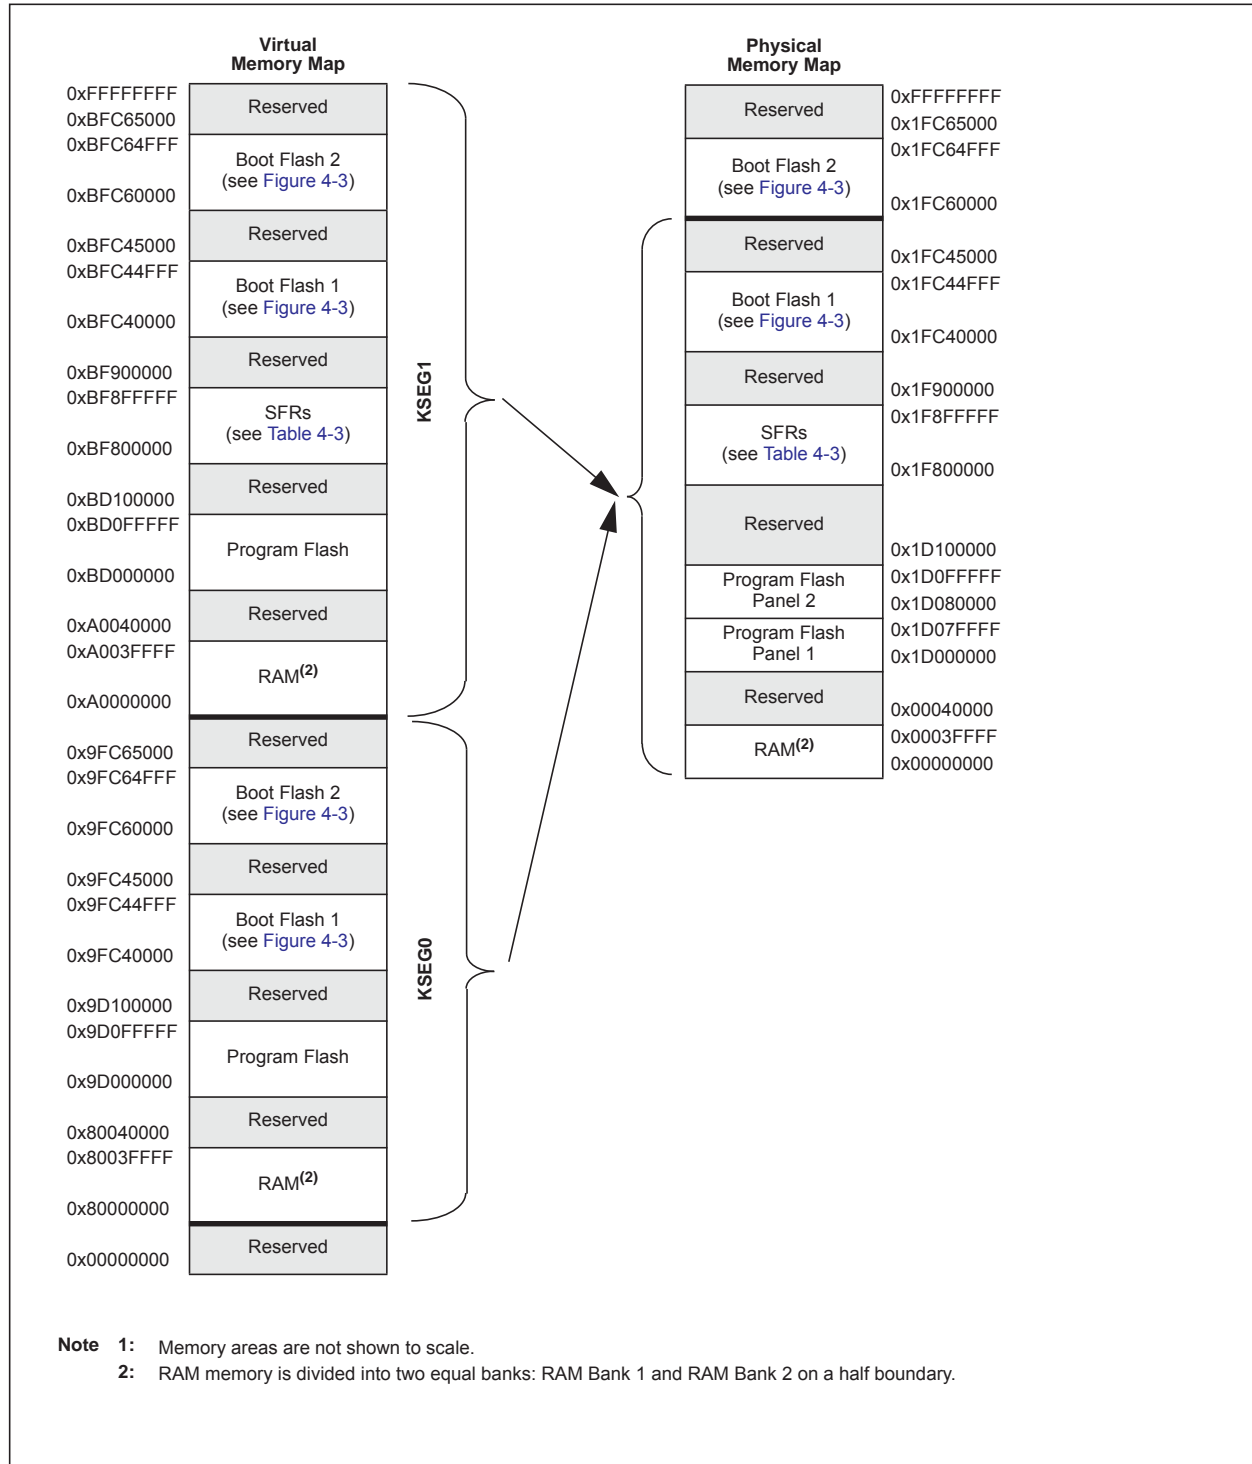 Virtual
Memory Map
0xFFFFFFFF
Reserved
0xBFC65000
0xBFC64FFF
Boot Flash 2
(see Figure 4-3)
0xBFC60000
Reserved
0xBFC45000
0xBFC44FFF
Boot Flash 1
(see Figure 4-3)
0xBFC40000
Reserved
0xBF900000
0xBF8FFFFF
SFRs
(see Table 4-3)
0xBF800000
Reserved
0xBD100000
0xBD0FFFFF
Program Flash
0xBD000000
Reserved
0xA0040000
0xA003FFFF
RAM(2)
0xA0000000
KSEG1
Reserved
0x9FC65000
0x9FC64FFF
Boot Flash 2
(see Figure 4-3)
0x9FC60000
Reserved
0x9FC45000
0x9FC44FFF
Boot Flash 1
(see Figure 4-3)
0x9FC40000
Reserved
0x9D100000
0x9D0FFFFF
Program Flash
0x9D000000
Reserved
0x80040000
0x8003FFFF
RAM(2)
0x80000000
KSEG0
Reserved
0x00000000
Physical
Memory Map
0xFFFFFFFF
Reserved
0x1FC65000
0x1FC64FFF
Boot Flash 2
(see Figure 4-3)
0x1FC60000
Reserved
0x1FC45000
0x1FC44FFF
Boot Flash 1
(see Figure 4-3)
0x1FC40000
Reserved
0x1F900000
0x1F8FFFFF
SFRs
(see Table 4-3)
0x1F800000
Reserved
0x1D100000
0x1D0FFFFF
Program Flash
Panel 2
0x1D080000
0x1D07FFFF
Program Flash
Panel 1
0x1D000000
Reserved
0x00040000
0x0003FFFF
RAM(2)
0x00000000
Note 1: Memory areas are not shown to scale.
2: RAM memory is divided into two equal banks: RAM Bank 1 and RAM Bank 2 on a half boundary.